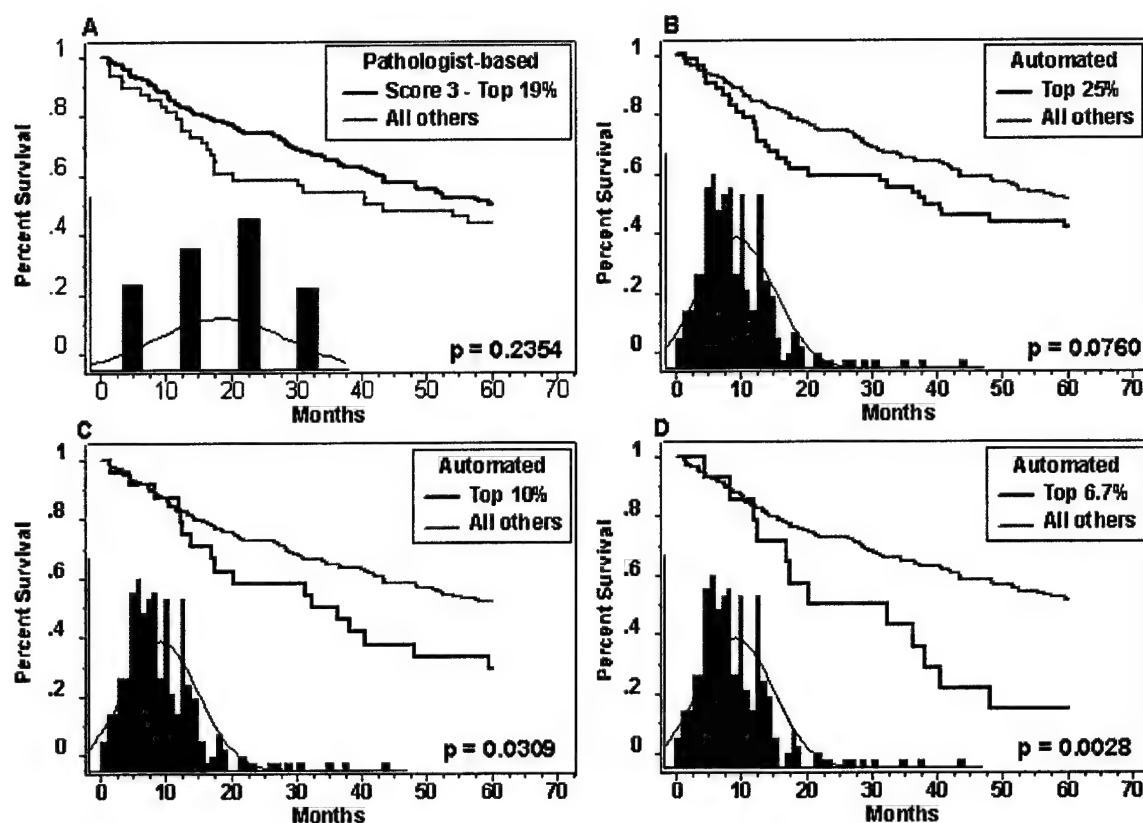 A
Pathologist-based
Score 3 - Top 19%
All others
Percent Survival
1
.8
.6
.4
.2
0
p = 0.2354
0 10 20 30 40 50 60 70
Months
B
Automated
Top 25%
All others
Percent Survival
1
.8
.6
.4
.2
0
p = 0.0760
0 10 20 30 40 50 60 70
Months
C
Automated
Top 10%
All others
Percent Survival
1
.8
.6
.4
.2
0
p = 0.0309
0 10 20 30 40 50 60 70
Months
D
Automated
Top 6.7%
All others
Percent Survival
1
.8
.6
.4
.2
0
p = 0.0028
0 10 20 30 40 50 60 70
Months